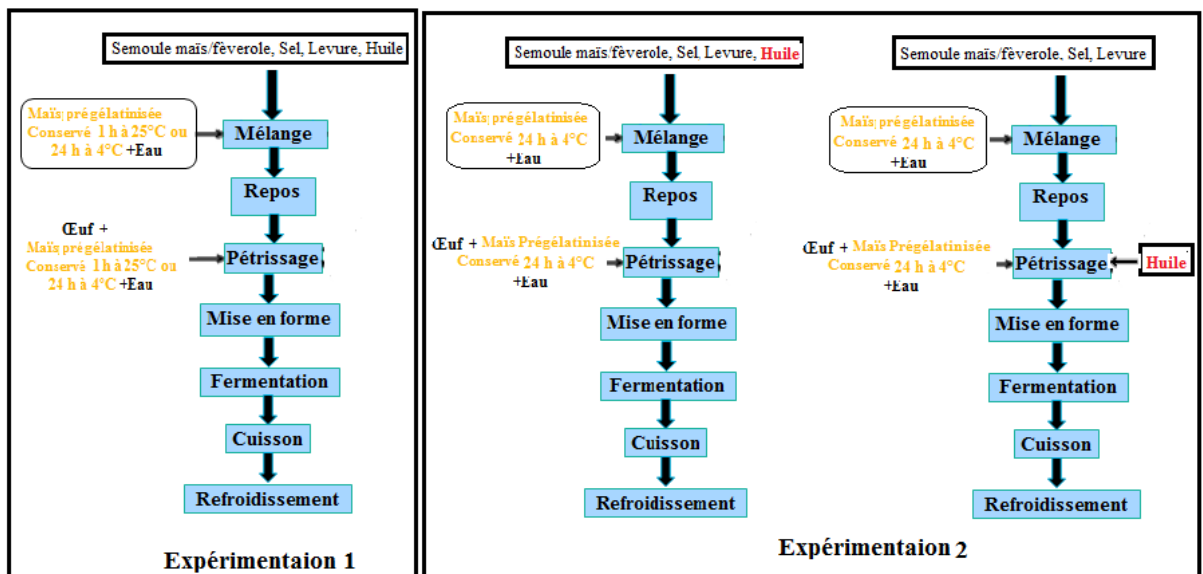 Semoule maïs/fèverole, Sel, Levure, Huile
Maïs prégélatinisée
Conservé 1 h à 25°C ou
24 h à 4°C +Eau
Mélange
Repos
Œuf +
Maïs prégélatinisée
Conservé 1h à 25°C ou
24 h à 4°C +Eau
Pétrissage
Mise en forme
Fermentation
Cuisson
Refroidissement
Expérimentaion 1
Semoule maïs/fèverole, Sel, Levure, Huile
Maïs prégélatinisée
Conservé 24 h à 4°C
+Eau
Mélange
Repos
Œuf + Maïs Prégélatinisée
Conservé 24 h à 4°C
+Eau
Pétrissage
Mise en forme
Fermentation
Cuisson
Refroidissement
Semoule maïs/fèverole, Sel, Levure
Maïs prégélatinisée
Conservé 24 h à 4°C
+Eau
Mélange
Repos
Œuf + Maïs Prégélatinisée
Conservé 24 h à 4°C
+Eau
Pétrissage
Huile
Mise en forme
Fermentation
Cuisson
Refroidissement
Expérimentaion 2